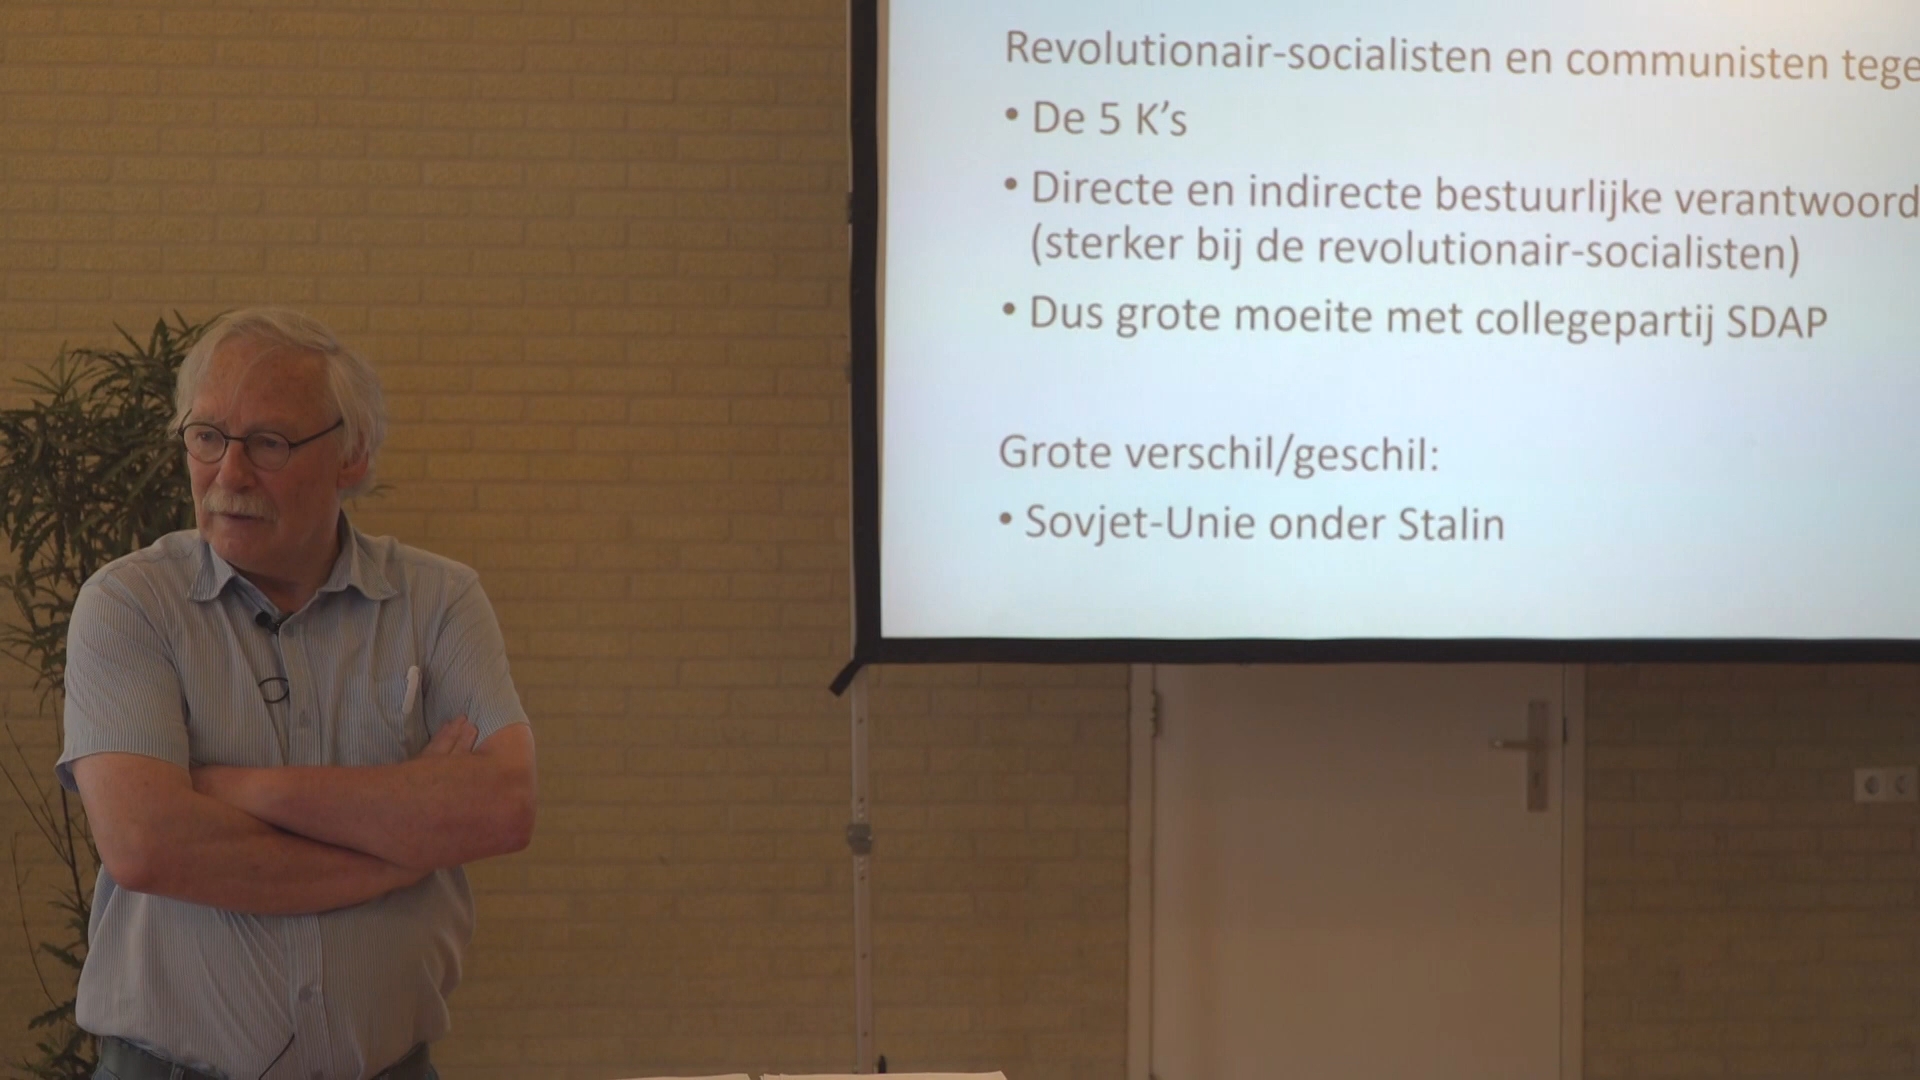 Revolutionair-socialisten en communisten tege
• De 5 K's
• Directe en indirecte bestuurlijke verantwoord
(sterker bij de revolutionair-socialisten)
• Dus grote moeite met collegepartij SDAP
Grote verschil/geschil:
• Sovjet-Unie onder Stalin